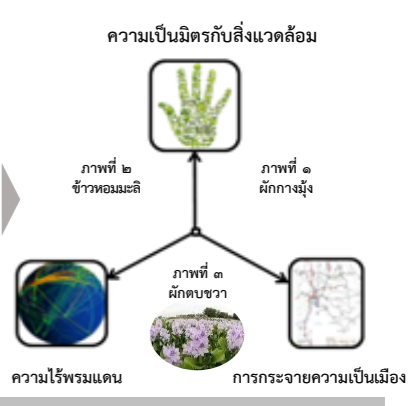 ความเป็นมิตรกับสิ่งแวดล้อม
ภาพที่ ๒
ข้าวหอมมะลิ
ภาพที่ ๑
ผักกางมุ้ง
ภาพที่ ๓
ผักตบชวา
ความไร้พรมแดน
การกระจายความเป็นเมือง